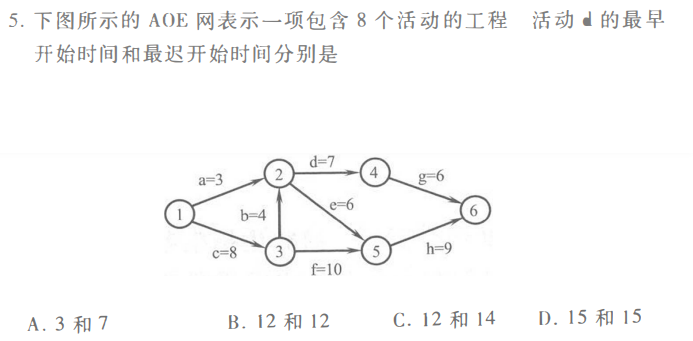 5. 下图所示的 AOE 网表示一项包含 8 个活动的工程 活动 d 的最早
开始时间和最迟开始时间分别是
d=7
a=3
2
4
g=6
e=6
1
b=4
6
c=8
3
5
h=9
f=10
A. 3 和 7 B. 12 和 12 C. 12 和 14 D. 15 和 15